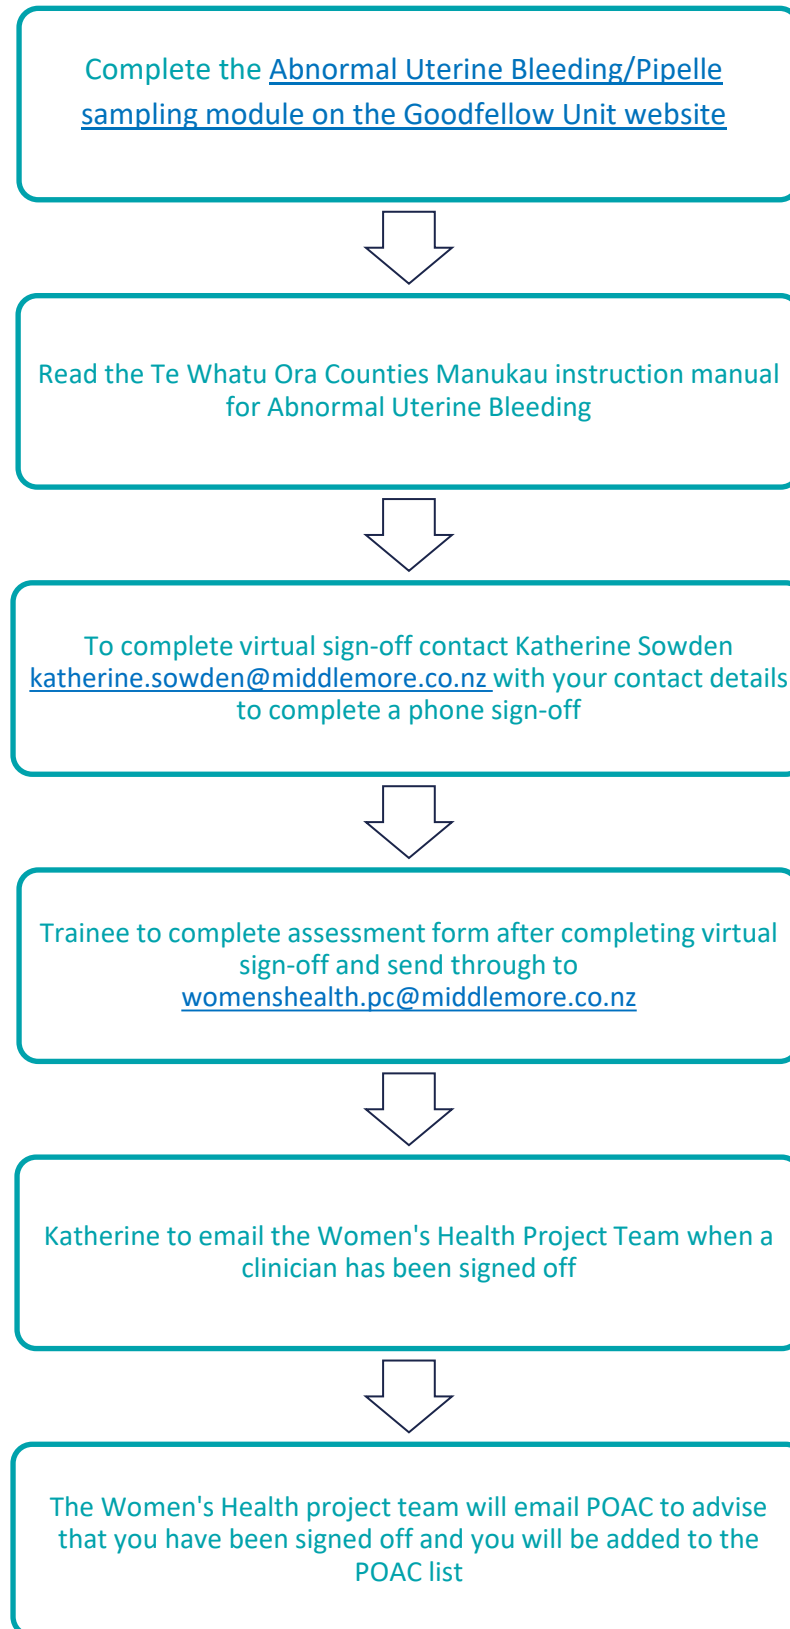 Complete the Abnormal Uterine Bleeding/Pipelle
sampling module on the Goodfellow Unit website
Read the Te Whatu Ora Counties Manukau instruction manual
for Abnormal Uterine Bleeding
To complete virtual sign-off contact Katherine Sowden
katherine.sowden@middlemore.co.nz with your contact details
to complete a phone sign-off
Trainee to complete assessment form after completing virtual
sign-off and send through to
womenshealth.pc@middlemore.co.nz
Katherine to email the Women's Health Project Team when a
clinician has been signed off
The Women's Health project team will email POAC to advise
that you have been signed off and you will be added to the
POAC list